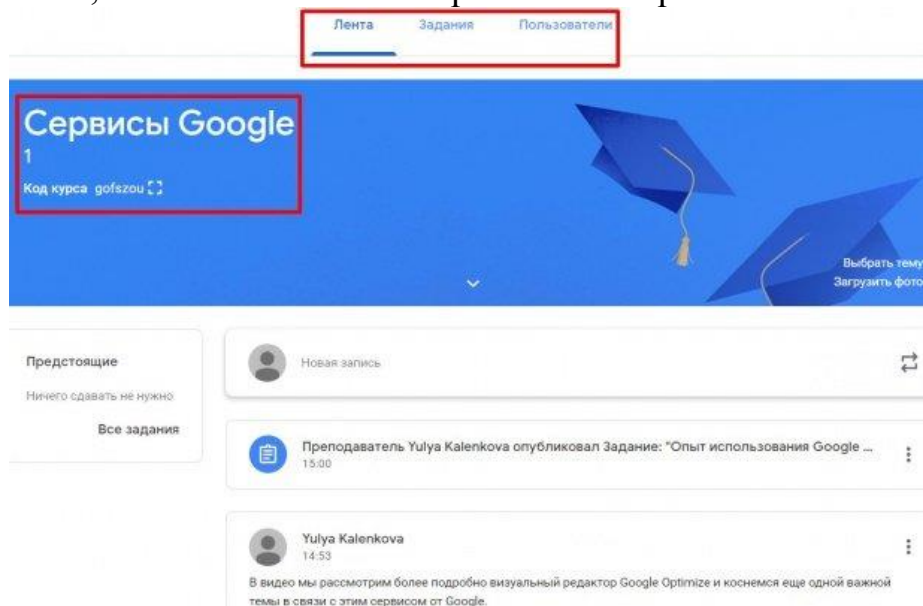 Лента Задания Пользователи
Сервисы Google
1
Код курса gofszou
Выбрать тему
Загрузить фото
Предстоящие
Ничего сдавать не нужно
Все задания
Новая запись
Преподаватель Yulya Kalenkova опубликовал Задание: "Опыт использования Google ...
15:00
Yulya Kalenkova
14:53
В видео мы рассмотрим более подробно визуальный редактор Google Optimize и коснемся еще одной важной
темы в связи с этим сервисом от Google.